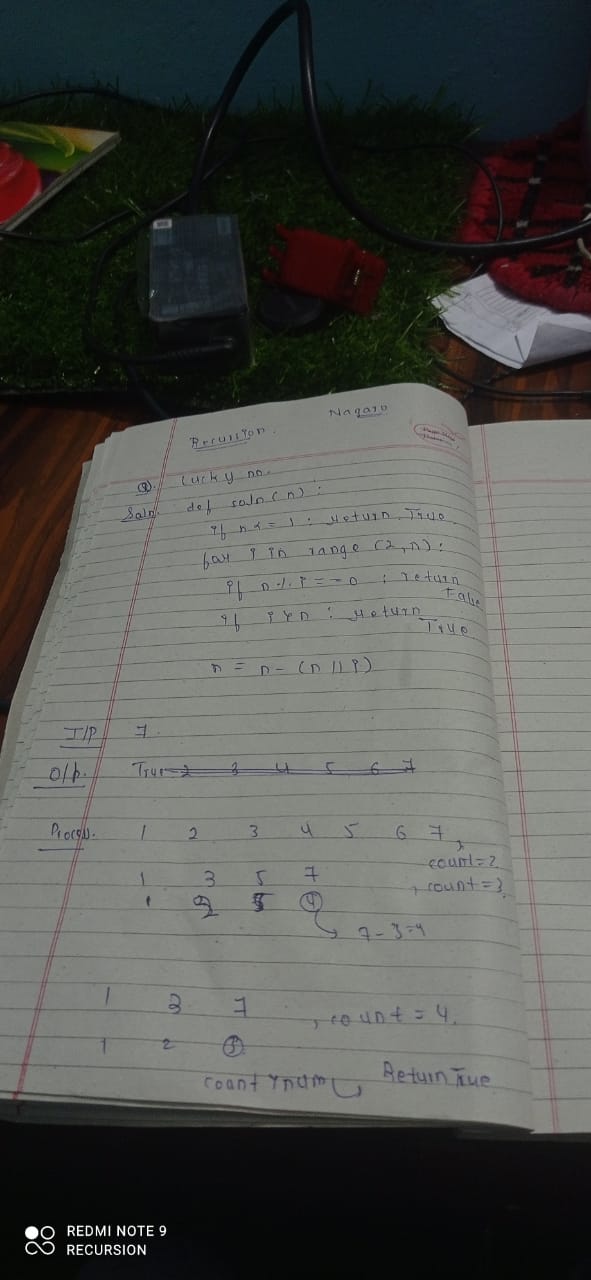 Recursion.
Nagaro
Q. Lucky no.
Soln. def soln(n):
if n <= 1 : return True
for i in range (2, n):
if n % i == 0 : return
False
if i > n : return
True
n = n - (n // i)
I/P 7
O/p. True 2 3 4 5 6 7
Process. 1 2 3 4 5 6 7,
count=2
1 3 5 7 , count=3
1 2 3 4
7-3=4
1 3 7 , count = 4.
1 2 3
count > num Return True
REDMI NOTE 9
RECURSION